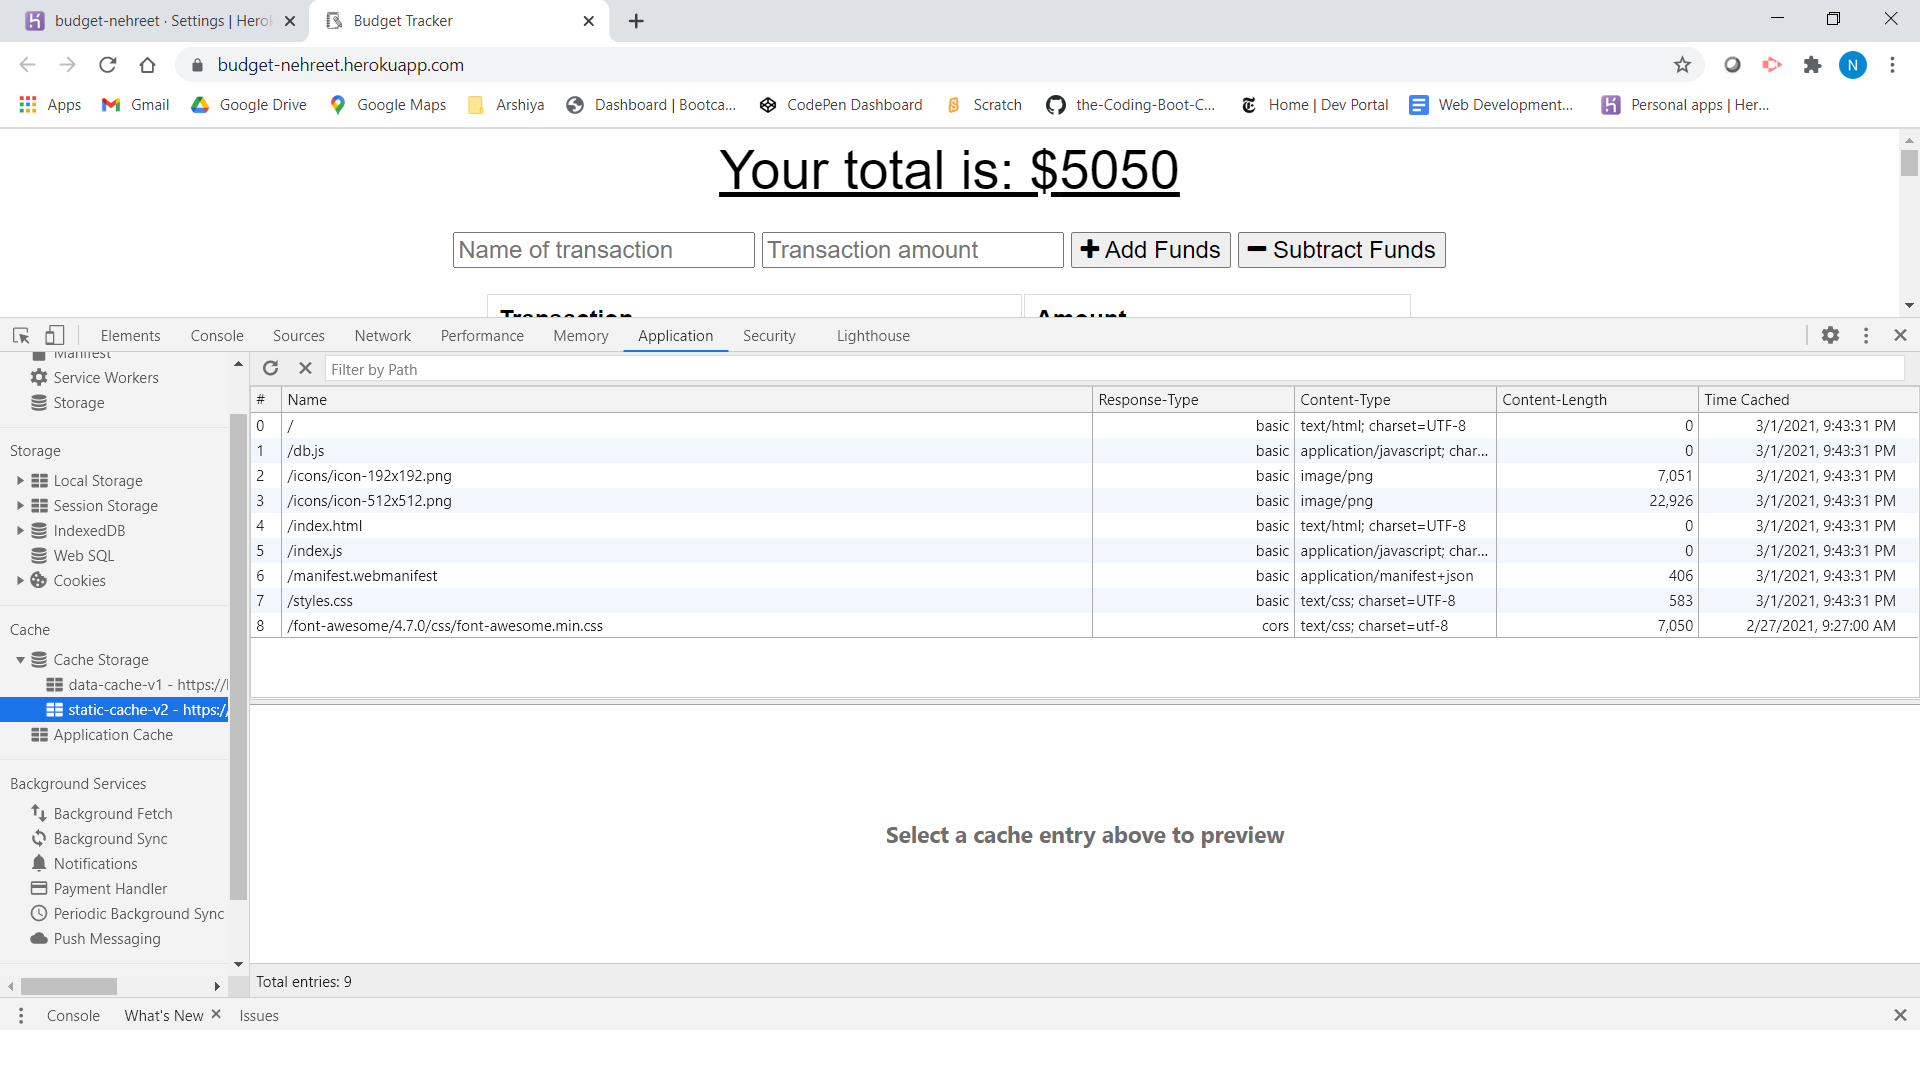 budget-nehreet · Settings | Hero
Budget Tracker
budget-nehreet.herokuapp.com
N
Apps
Gmail
Google Drive
Google Maps
Arshiya
Dashboard | Bootca...
CodePen Dashboard
Scratch
the-Coding-Boot-C...
Home | Dev Portal
Web Development...
Personal apps | Her...
Your total is: $5050
Name of transaction
Transaction amount
Add Funds
Subtract Funds
Transaction
Amount
Elements
Console
Sources
Network
Performance
Memory
Application
Security
Lighthouse
Manifest
Service Workers
Storage
Storage
Local Storage
Session Storage
IndexedDB
Web SQL
Cookies
Cache
Cache Storage
data-cache-v1 - https://
static-cache-v2 - https:/
Application Cache
Background Services
Background Fetch
Background Sync
Notifications
Payment Handler
Periodic Background Sync
Push Messaging
Filter by Path
# Name Response-Type Content-Type Content-Length Time Cached
0 / basic text/html; charset=UTF-8 0 3/1/2021, 9:43:31 PM
1 /db.js basic application/javascript; char... 0 3/1/2021, 9:43:31 PM
2 /icons/icon-192x192.png basic image/png 7,051 3/1/2021, 9:43:31 PM
3 /icons/icon-512x512.png basic image/png 22,926 3/1/2021, 9:43:31 PM
4 /index.html basic text/html; charset=UTF-8 0 3/1/2021, 9:43:31 PM
5 /index.js basic application/javascript; char... 0 3/1/2021, 9:43:31 PM
6 /manifest.webmanifest basic application/manifest+json 406 3/1/2021, 9:43:31 PM
7 /styles.css basic text/css; charset=UTF-8 583 3/1/2021, 9:43:31 PM
8 /font-awesome/4.7.0/css/font-awesome.min.css cors text/css; charset=utf-8 7,050 2/27/2021, 9:27:00 AM
Select a cache entry above to preview
Total entries: 9
Console
What's New
Issues